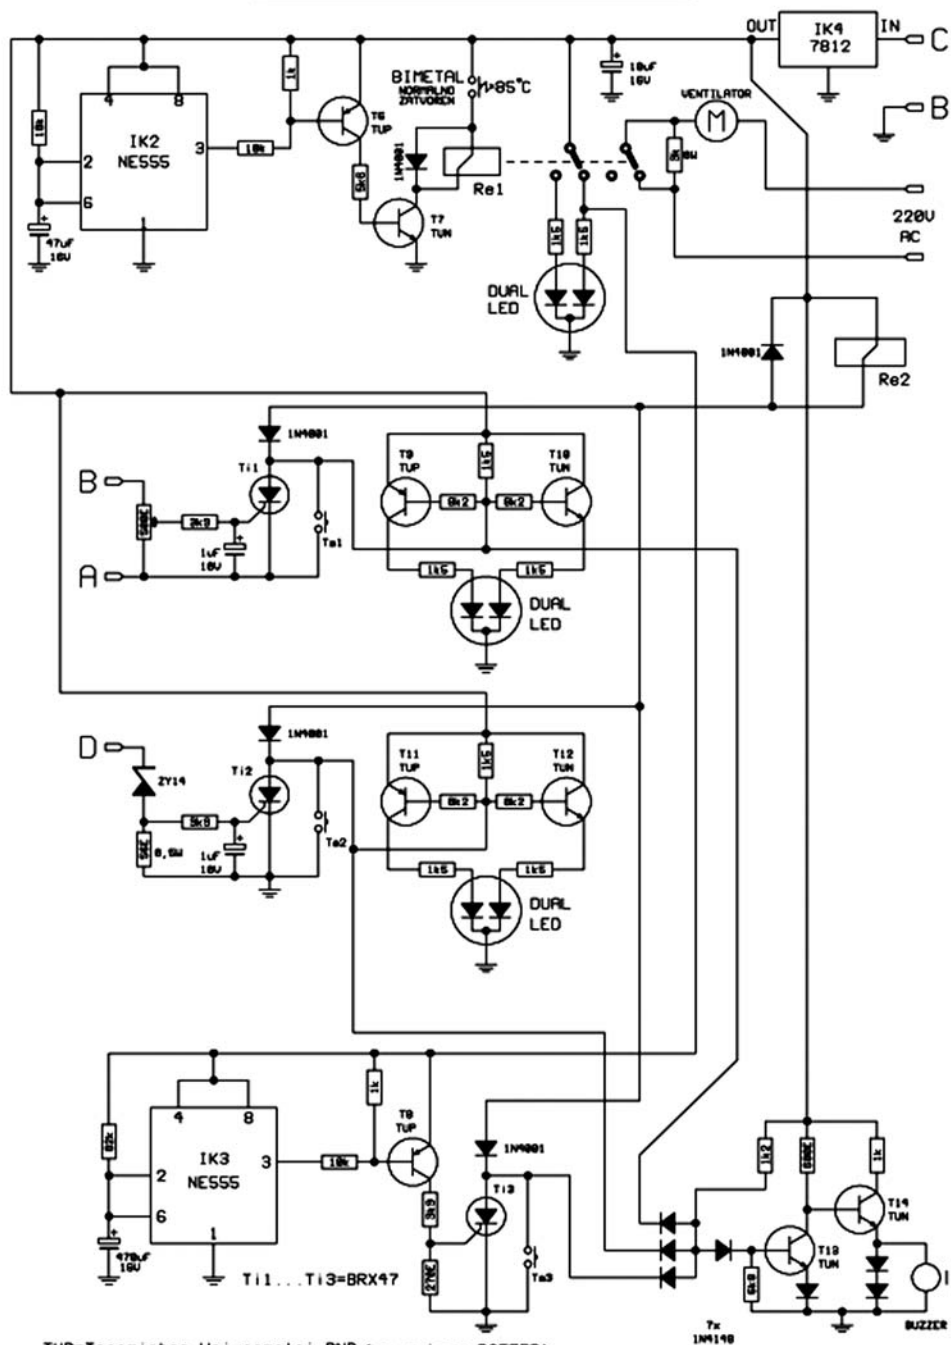 OUT
IK4
7812
IN
C
B
10uF
16V
BIMETAL
NORMALNO
ZATVOREN
85°C
VENTILATOR
M
1k
10k
4
8
T6
TUP
IK2
NE555
3
10k
2
6
1
47uF
16V
1N4001
Re1
T7
TUN
220V
AC
1k5
1k5
DUAL
LED
1N4001
Re2
1N4001
Ti1
T9
TUP
1k5
T10
TUN
B
8k2
8k2
1uF
16V
Ta1
A
1k5
1k5
DUAL
LED
1N4001
D
ZY14
Ti2
T11
TUP
1k5
T12
TUN
8k2
8k2
0,5W
1uF
16V
Ta2
1k5
1k5
DUAL
LED
1k
4
8
T8
TUP
82k
IK3
NE555
3
10k
2
6
1
1N4001
Ti3
3k9
470uF
16V
Ti1...Ti3=BRX47
270E
Ta3
1k2
680E
1k
T14
TUN
T13
TUN
6k8
7x
1N4148
BUZZER